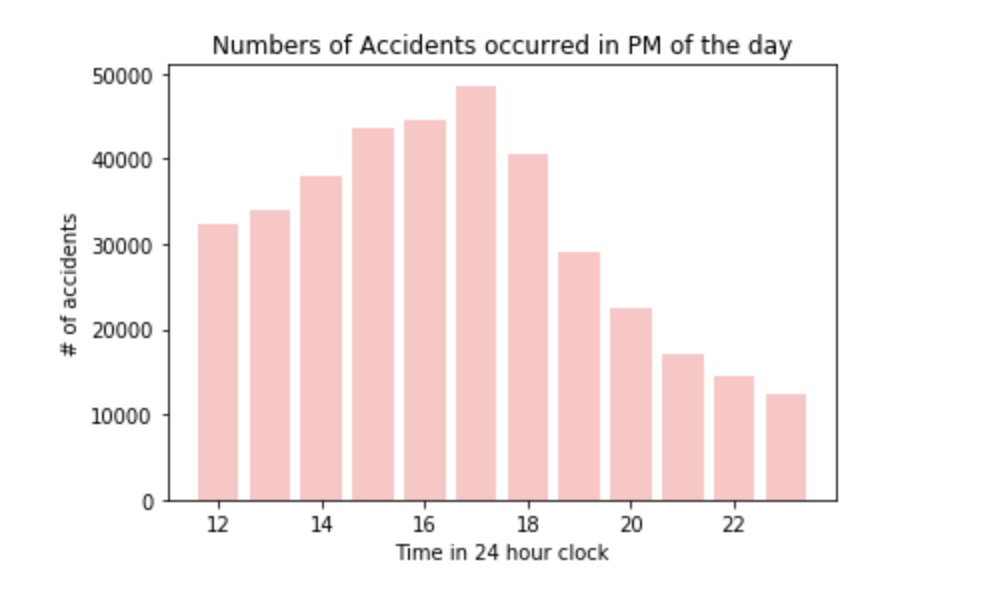 Numbers of Accidents occurred in PM of the day
50000
40000
30000
20000
10000
0
# of accidents
12 14 16 18 20 22
Time in 24 hour clock